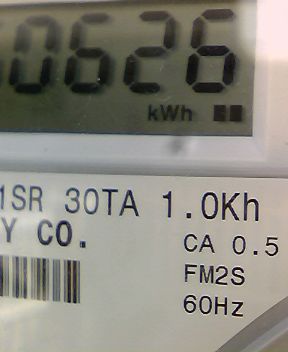 0626
kWh
1SR 30TA 1.0Kh
Y CO.
CA 0.5
FM2S
60Hz